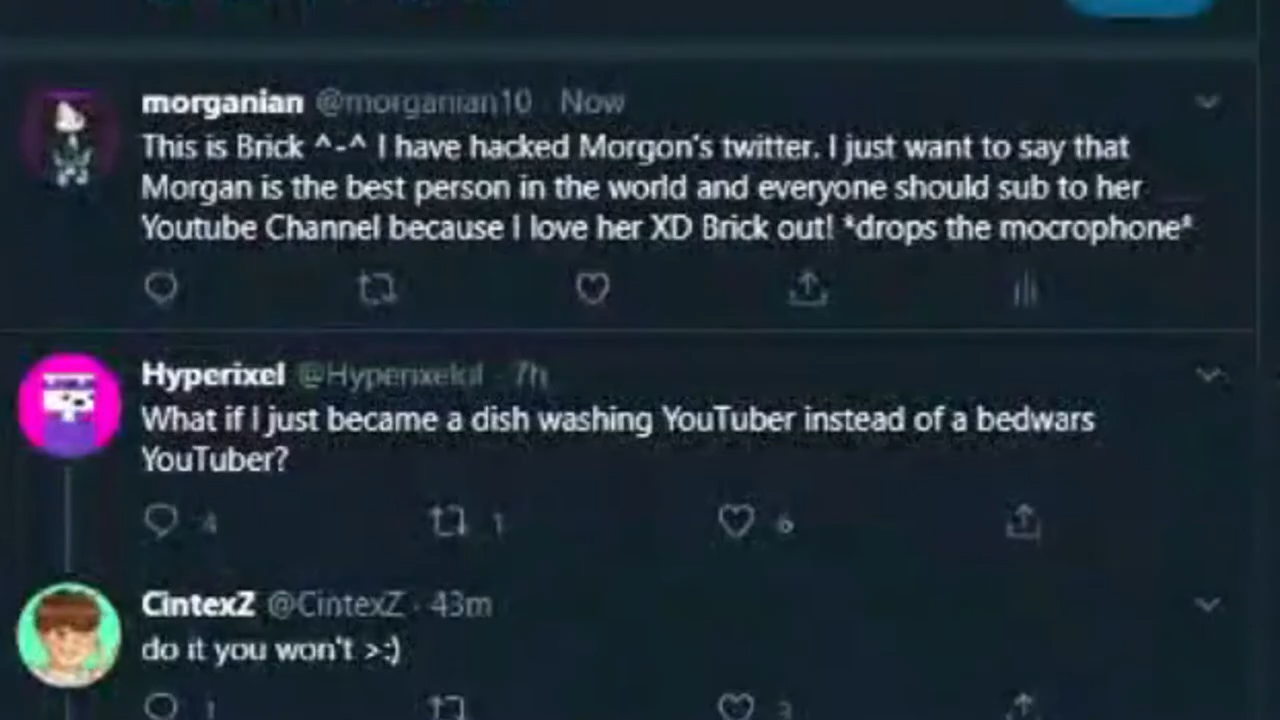 morganian @morganian10 · Now
This is Brick ^-^ I have hacked Morgon's twitter. I just want to say that
Morgan is the best person in the world and everyone should sub to her
Youtube Channel because I love her XD Brick out! *drops the mocrophone*
Hyperixel · 7h
What if I just became a dish washing YouTuber instead of a bedwars
YouTuber?
4 1 6
CintexZ @CintexZ · 43m
do it you won't >:)
1 3